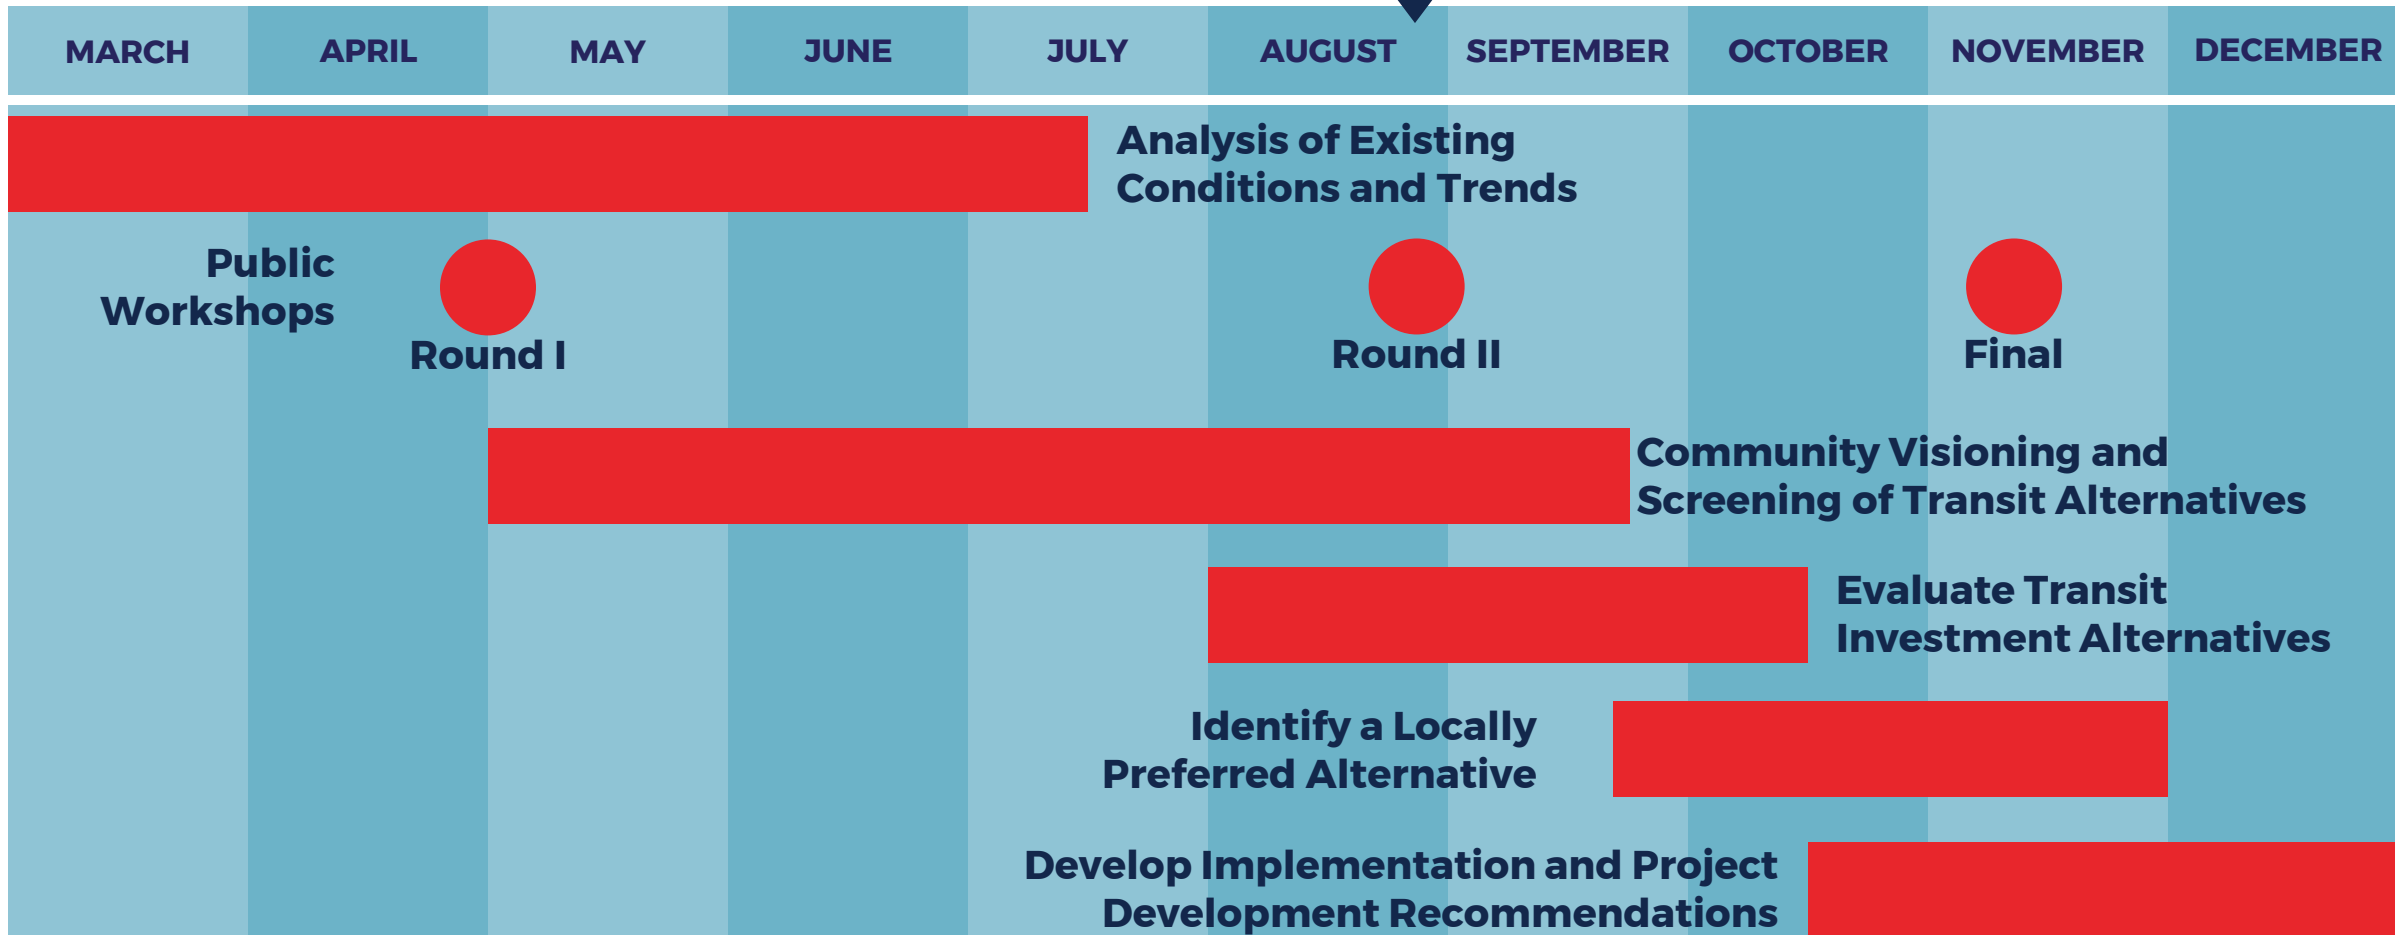 MARCH APRIL MAY JUNE JULY AUGUST SEPTEMBER OCTOBER NOVEMBER DECEMBER
Analysis of Existing
Conditions and Trends
Public
Workshops
Round I
Round II
Final
Community Visioning and
Screening of Transit Alternatives
Evaluate Transit
Investment Alternatives
Identify a Locally
Preferred Alternative
Develop Implementation and Project
Development Recommendations